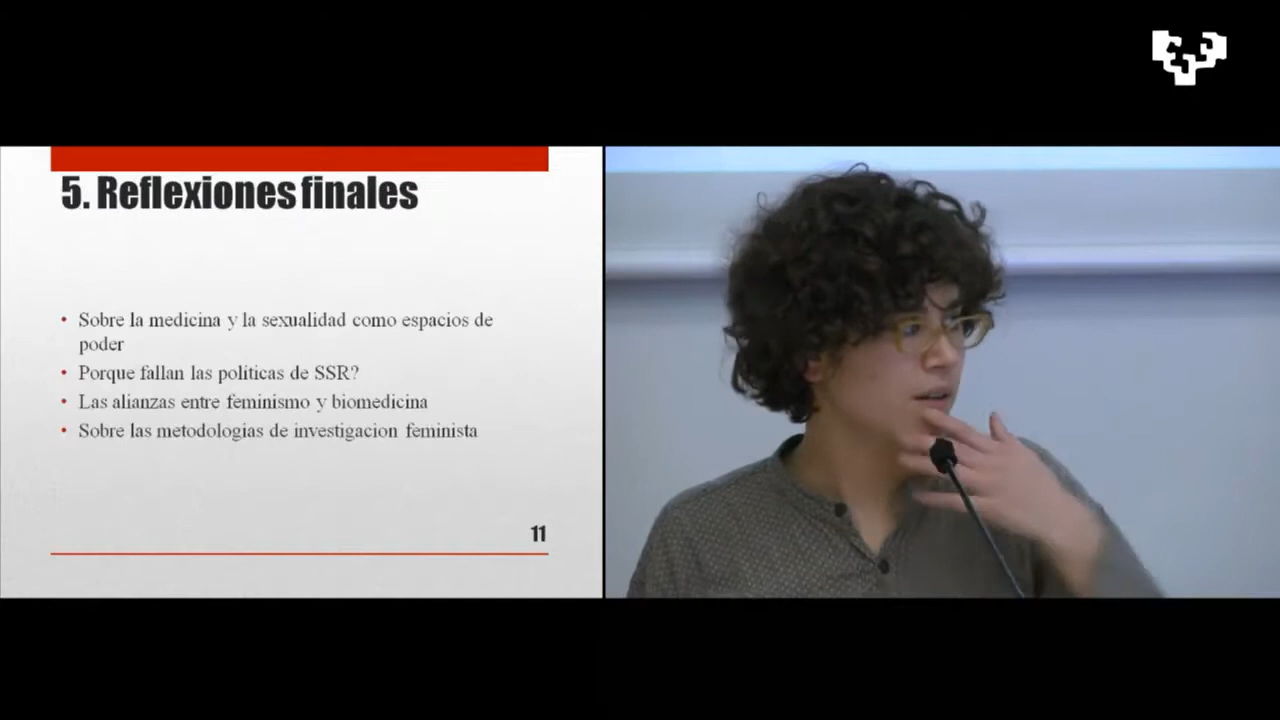 5. Reflexiones finales
• Sobre la medicina y la sexualidad como espacios de
poder
• Porque fallan las politicas de SSR?
• Las alianzas entre feminismo y biomedicina
• Sobre las metodologias de investigacion feminista
11